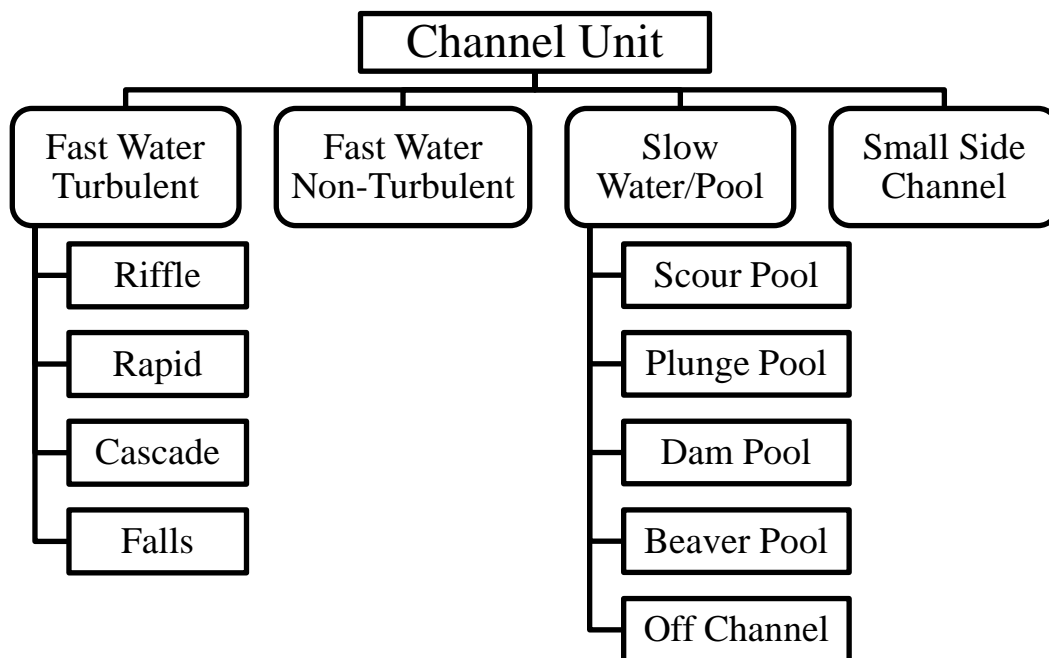 Channel Unit
Fast Water
Turbulent
Fast Water
Non-Turbulent
Slow
Water/Pool
Small Side
Channel
Riffle
Rapid
Cascade
Falls
Scour Pool
Plunge Pool
Dam Pool
Beaver Pool
Off Channel